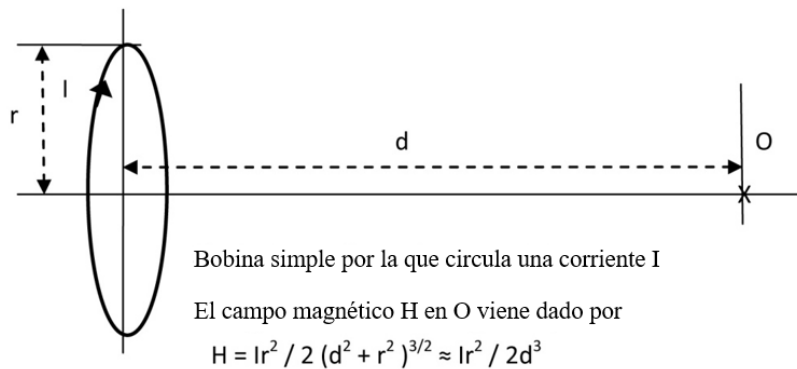 I
r
d
O
Bobina simple por la que circula una corriente I
El campo magnético H en O viene dado por
H = Ir² / 2 (d² + r² )³/² ≈ Ir² / 2d³